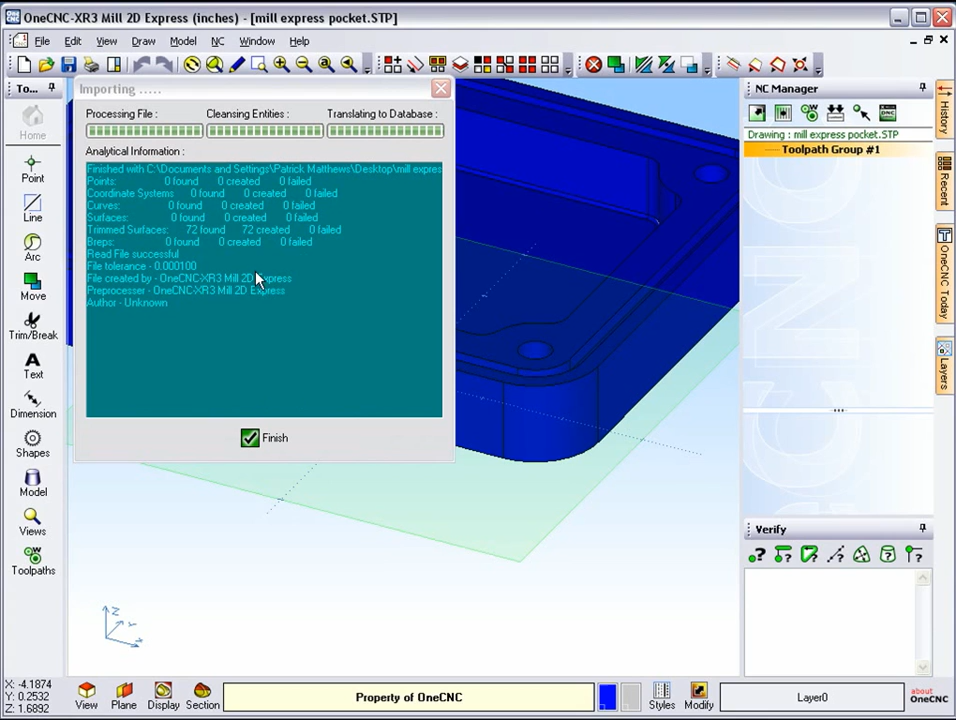 OneCNC-XR3 Mill 2D Express (inches) - [mill express pocket.STP]
File Edit View Draw Model NC Window Help
To...
Importing .....
NC Manager
Processing File : Cleansing Entities : Translating to Database :
Home
Drawing : mill express pocket.STP
Toolpath Group #1
Analytical Information :
Finished with C:\Documents and Settings\Patrick Matthews\Desktop\mill expres
Points: 0 found 0 created 0 failed
Coordinate Systems 0 found 0 created 0 failed
Curves: 0 found 0 created 0 failed
Surfaces: 0 found 0 created 0 failed
Trimmed Surfaces: 72 found 72 created 0 failed
Breps: 0 found 0 created 0 failed
Read File successful
File tolerance - 0.000100
File created by - OneCNC-XR3 Mill 2D Express
Preprocesser - OneCNC-XR3 Mill 2D Express
Author - Unknown
Finish
Point
Line
Arc
Move
Trim/Break
Text
Dimension
Shapes
Model
Views
Toolpaths
History
Recent
OneCNC Today
Layers
Verify
Z
Y
X
X: -4.1874
Y: 0.2532
Z: 1.6892
View Plane Display Section
Property of OneCNC
Styles Modify
Layer0
about
OneCNC